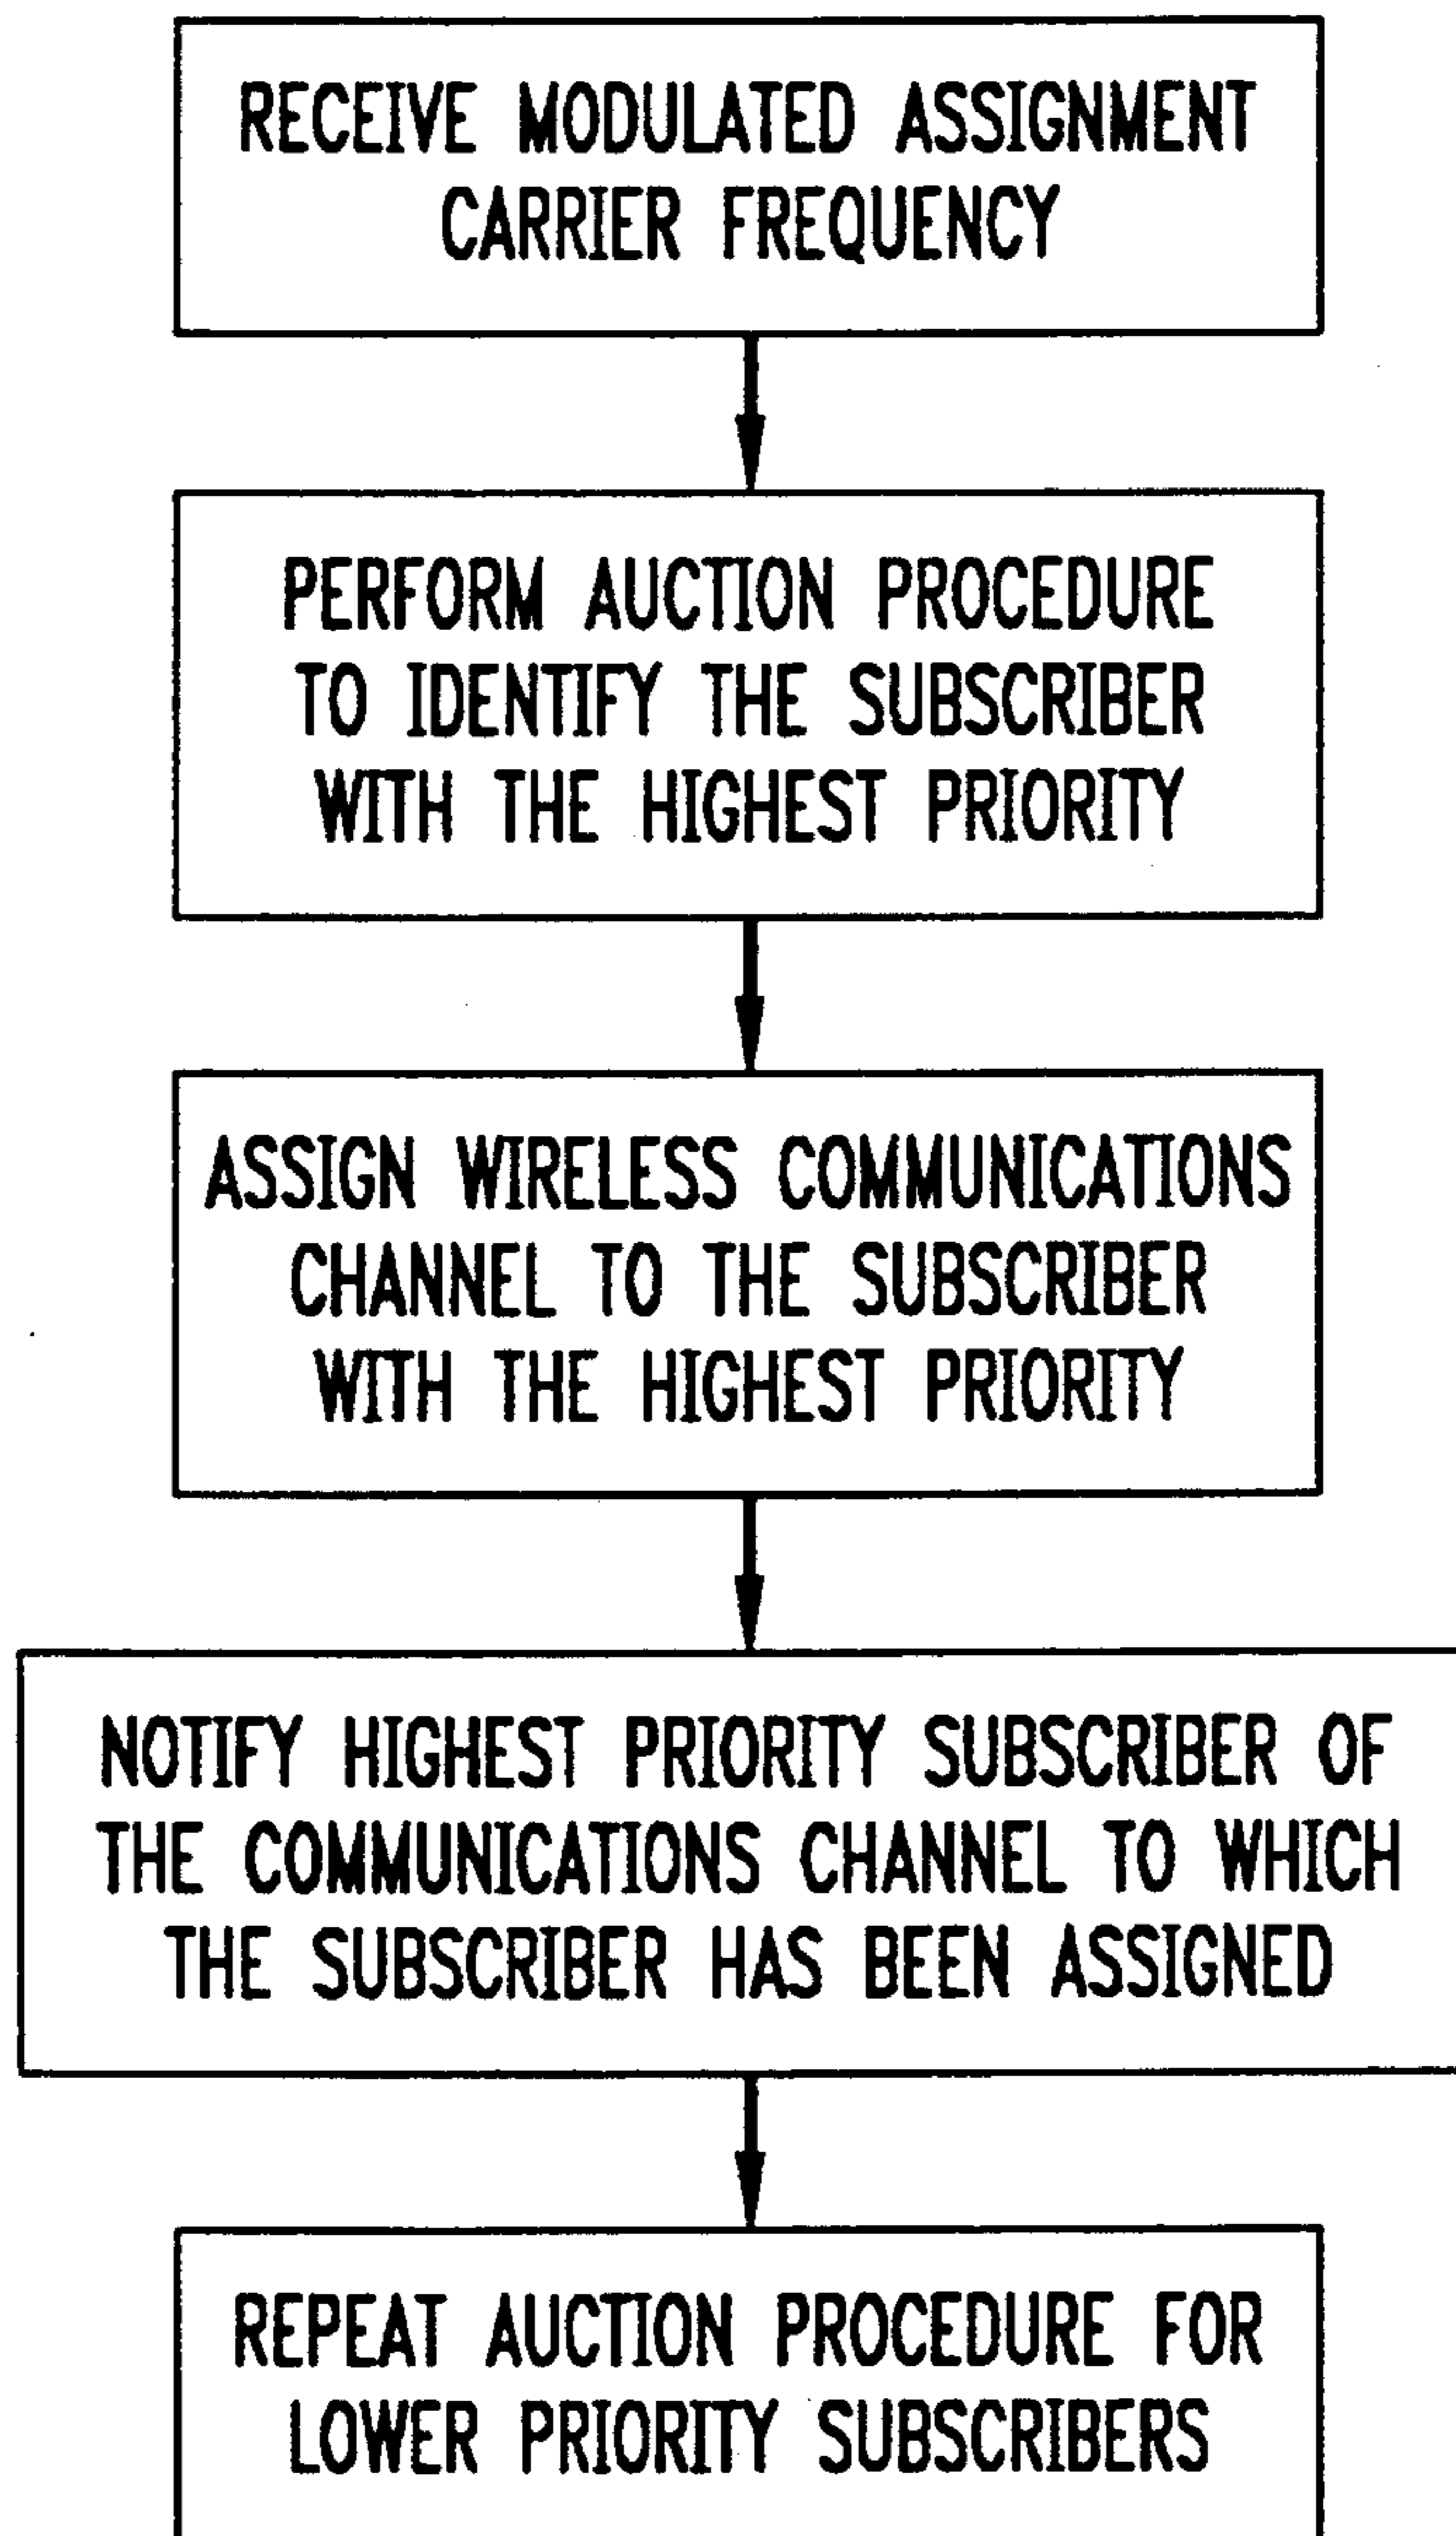 RECEIVE MODULATED ASSIGNMENT
CARRIER FREQUENCY
PERFORM AUCTION PROCEDURE
TO IDENTIFY THE SUBSCRIBER
WITH THE HIGHEST PRIORITY
ASSIGN WIRELESS COMMUNICATIONS
CHANNEL TO THE SUBSCRIBER
WITH THE HIGHEST PRIORITY
NOTIFY HIGHEST PRIORITY SUBSCRIBER OF
THE COMMUNICATIONS CHANNEL TO WHICH
THE SUBSCRIBER HAS BEEN ASSIGNED
REPEAT AUCTION PROCEDURE FOR
LOWER PRIORITY SUBSCRIBERS